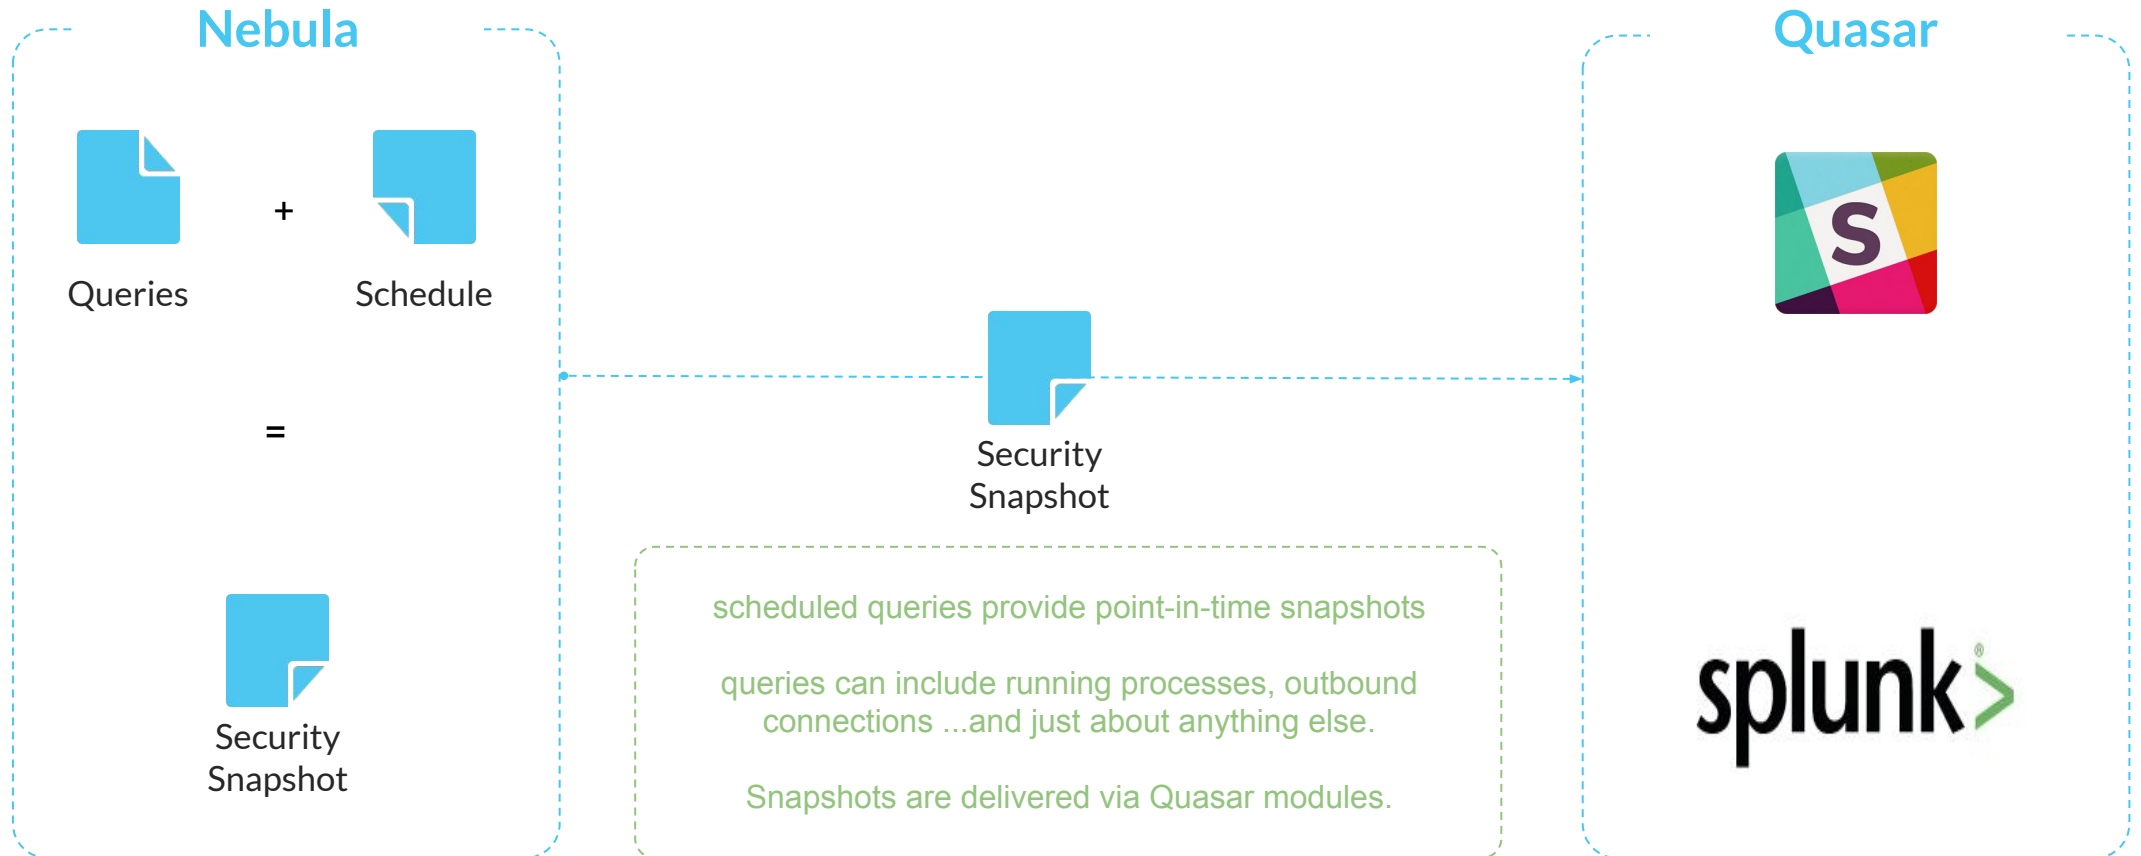 Nebula
Quasar
Queries
+
Schedule
S
=
Security
Snapshot
Security
Snapshot
scheduled queries provide point-in-time snapshots
queries can include running processes, outbound
connections ...and just about anything else.
Snapshots are delivered via Quasar modules.
splunk>®